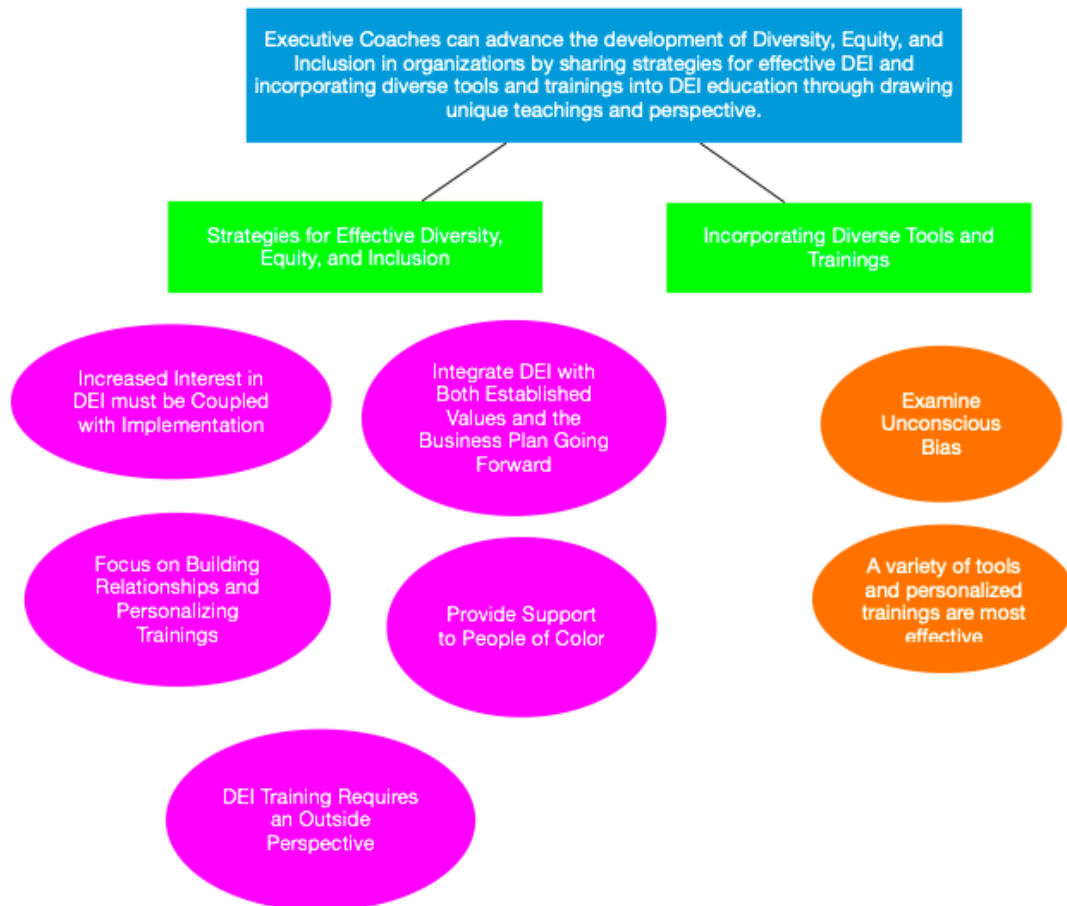 Executive Coaches can advance the development of Diversity, Equity, and
Inclusion in organizations by sharing strategies for effective DEI and
incorporating diverse tools and trainings into DEI education through drawing
unique teachings and perspective.
Strategies for Effective Diversity,
Equity, and Inclusion
Incorporating Diverse Tools and
Trainings
Increased Interest in
DEI must be Coupled
with Implementation
Integrate DEI with
Both Established
Values and the
Business Plan Going
Forward
Examine
Unconscious
Bias
Focus on Building
Relationships and
Personalizing
Trainings
Provide Support
to People of Color
A variety of tools
and personalized
trainings are most
effective
DEI Training Requires
an Outside
Perspective